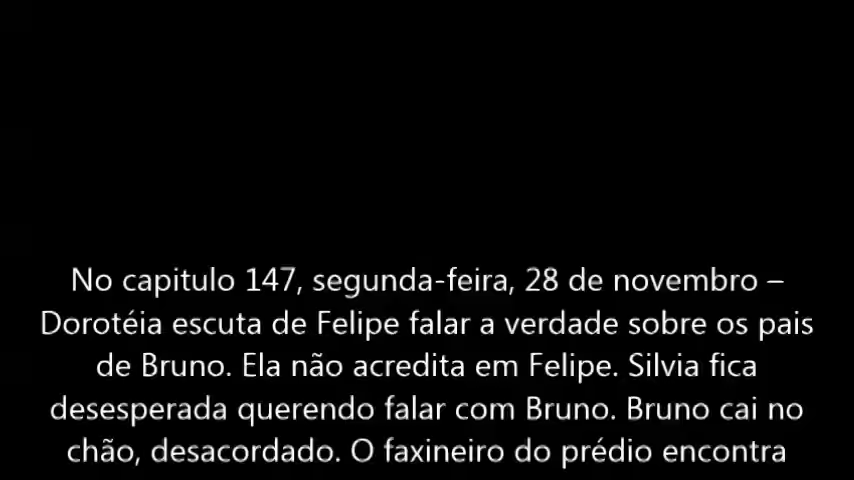 No capitulo 147, segunda-feira, 28 de novembro –
Dorotéia escuta de Felipe falar a verdade sobre os pais
de Bruno. Ela não acredita em Felipe. Silvia fica
desesperada querendo falar com Bruno. Bruno cai no
chão, desacordado. O faxineiro do prédio encontra